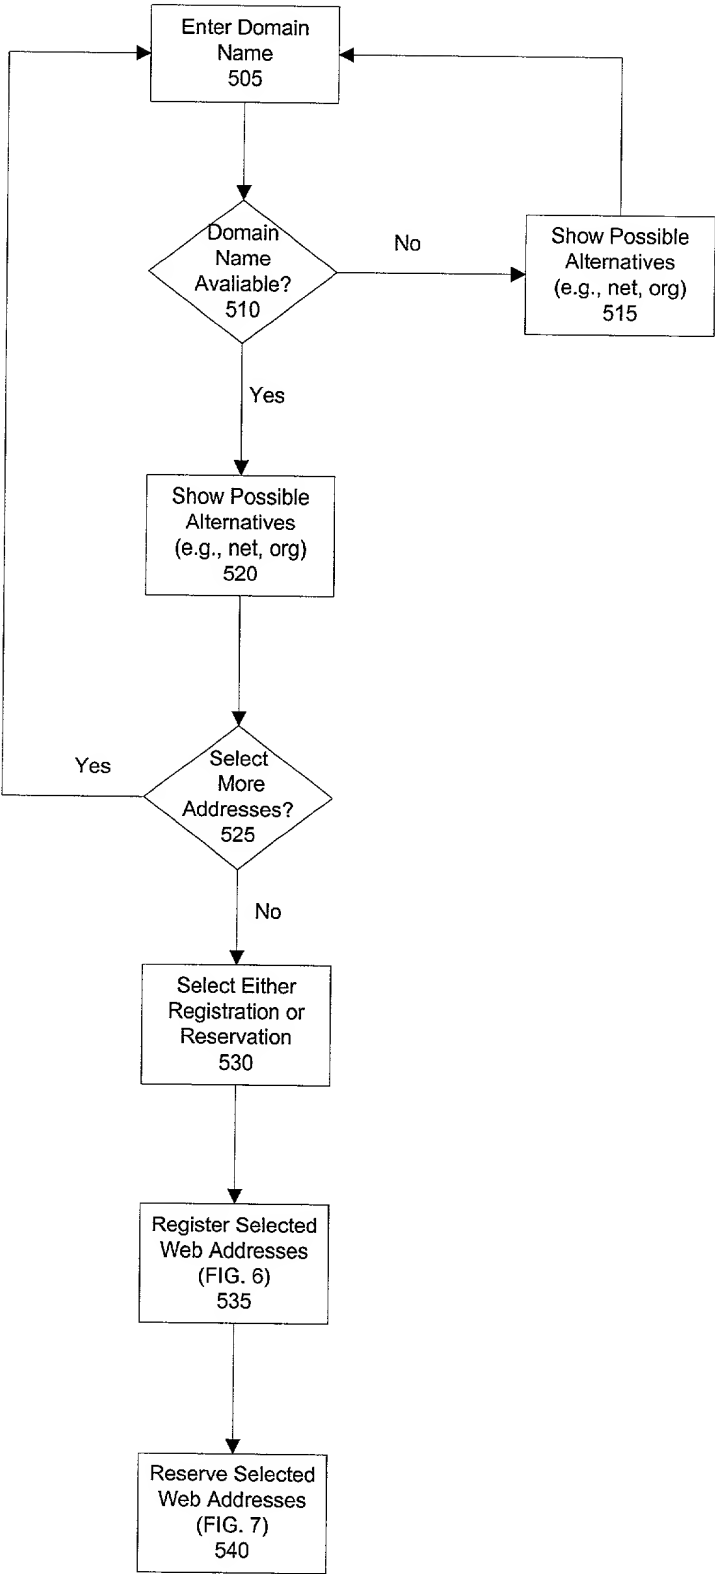 Enter Domain
Name
505
Domain
Name
Avaliable?
510
No
Show Possible
Alternatives
(e.g., net, org)
515
Yes
Show Possible
Alternatives
(e.g., net, org)
520
Select
More
Addresses?
525
Yes
No
Select Either
Registration or
Reservation
530
Register Selected
Web Addresses
(FIG. 6)
535
Reserve Selected
Web Addresses
(FIG. 7)
540